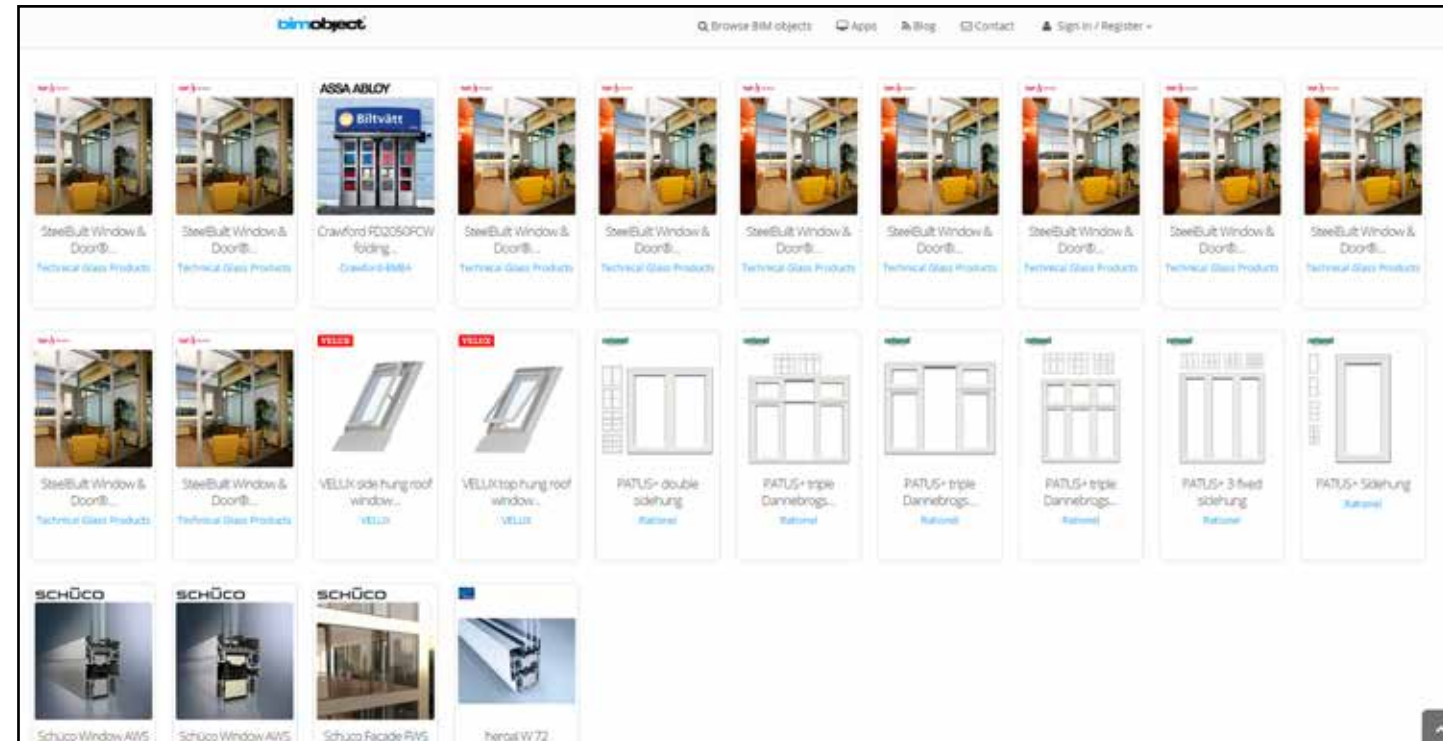 bimobject
Browse BIM objects Apps Blog Contact Sign in / Register
ASSA ABLOY
Biltvätt
SteelBuilt Window & Door®...
Technical Glass Products
SteelBuilt Window & Door®...
Technical Glass Products
Crawford FD2050FCW folding...
Crawford EMEA
SteelBuilt Window & Door®...
Technical Glass Products
SteelBuilt Window & Door®...
Technical Glass Products
SteelBuilt Window & Door®...
Technical Glass Products
SteelBuilt Window & Door®...
Technical Glass Products
SteelBuilt Window & Door®...
Technical Glass Products
SteelBuilt Window & Door®...
Technical Glass Products
SteelBuilt Window & Door®...
Technical Glass Products
SteelBuilt Window & Door®...
Technical Glass Products
SteelBuilt Window & Door®...
Technical Glass Products
VELUX
VELUX side hung roof window...
VELUX
VELUX
VELUX top hung roof window...
VELUX
rationel
PATUS+ double sidehung
Rationel
rationel
PATUS+ triple Dannebrogs...
Rationel
rationel
PATUS+ triple Dannebrogs...
Rationel
rationel
PATUS+ triple Dannebrogs...
Rationel
rationel
PATUS+ 3 fixed sidehung
Rationel
rationel
PATUS+ Sidehung
Rationel
SCHÜCO
Schüco Window AWS
SCHÜCO
Schüco Window AWS
SCHÜCO
Schüco Facade FWS
W 72